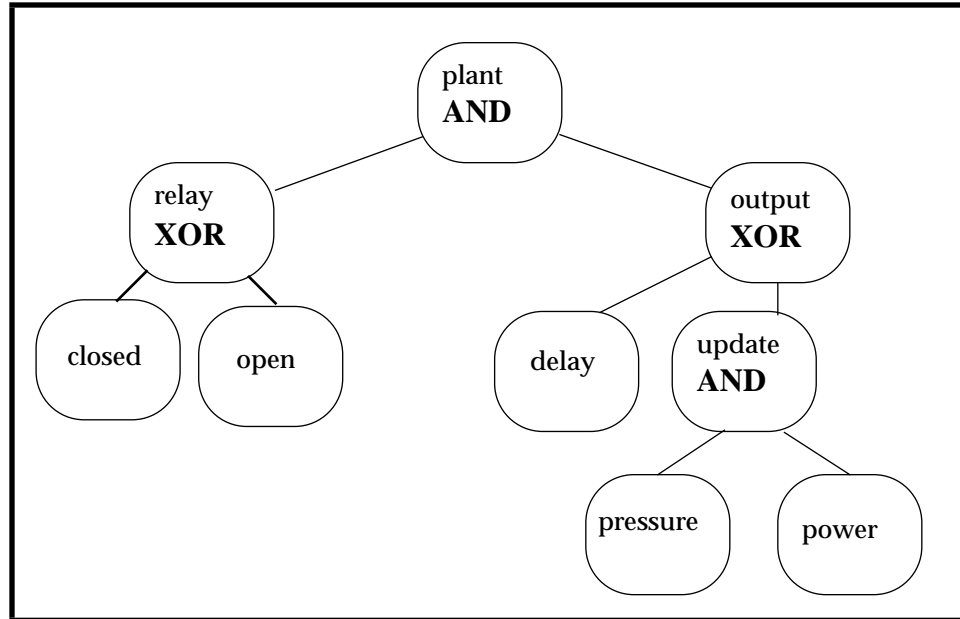 plant
AND
relay
XOR
output
XOR
closed
open
delay
update
AND
pressure
power